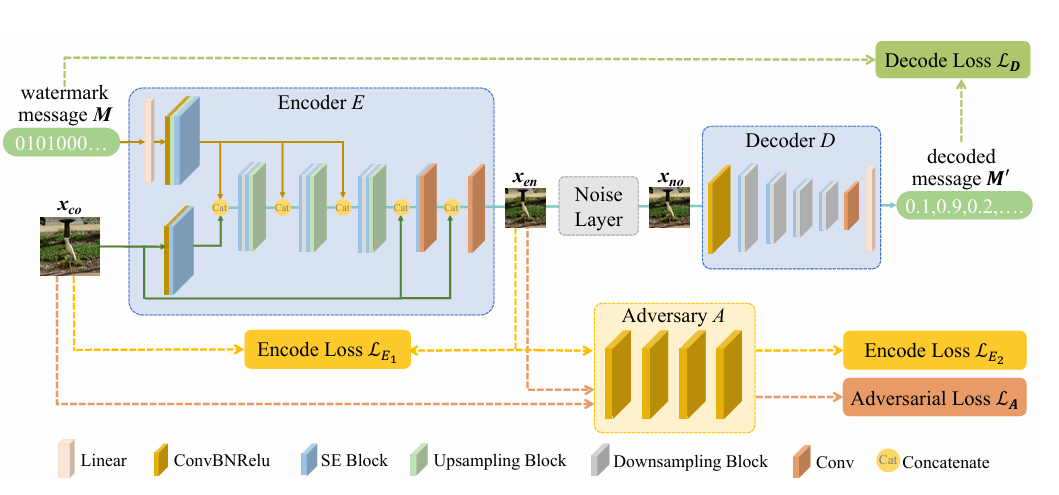 Decode Loss ℒ_D
watermark
message M
0101000…
Encoder E
Cat
Cat
Cat
Cat
Cat
x_co
x_en
Noise
Layer
x_no
Decoder D
decoded
message M′
0.1,0.9,0.2,….
Encode Loss ℒ_E₁
Adversary A
Encode Loss ℒ_E₂
Adversarial Loss ℒ_A
Linear
ConvBNRelu
SE Block
Upsampling Block
Downsampling Block
Conv
Cat
Concatenate